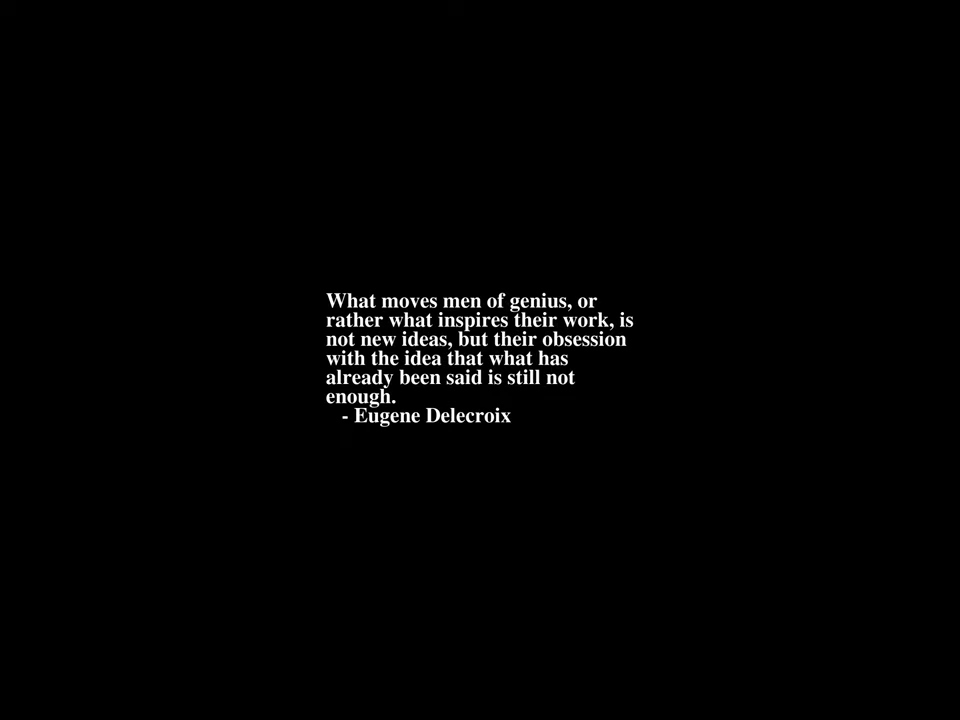 What moves men of genius, or
rather what inspires their work, is
not new ideas, but their obsession
with the idea that what has
already been said is still not
enough.
- Eugene Delecroix